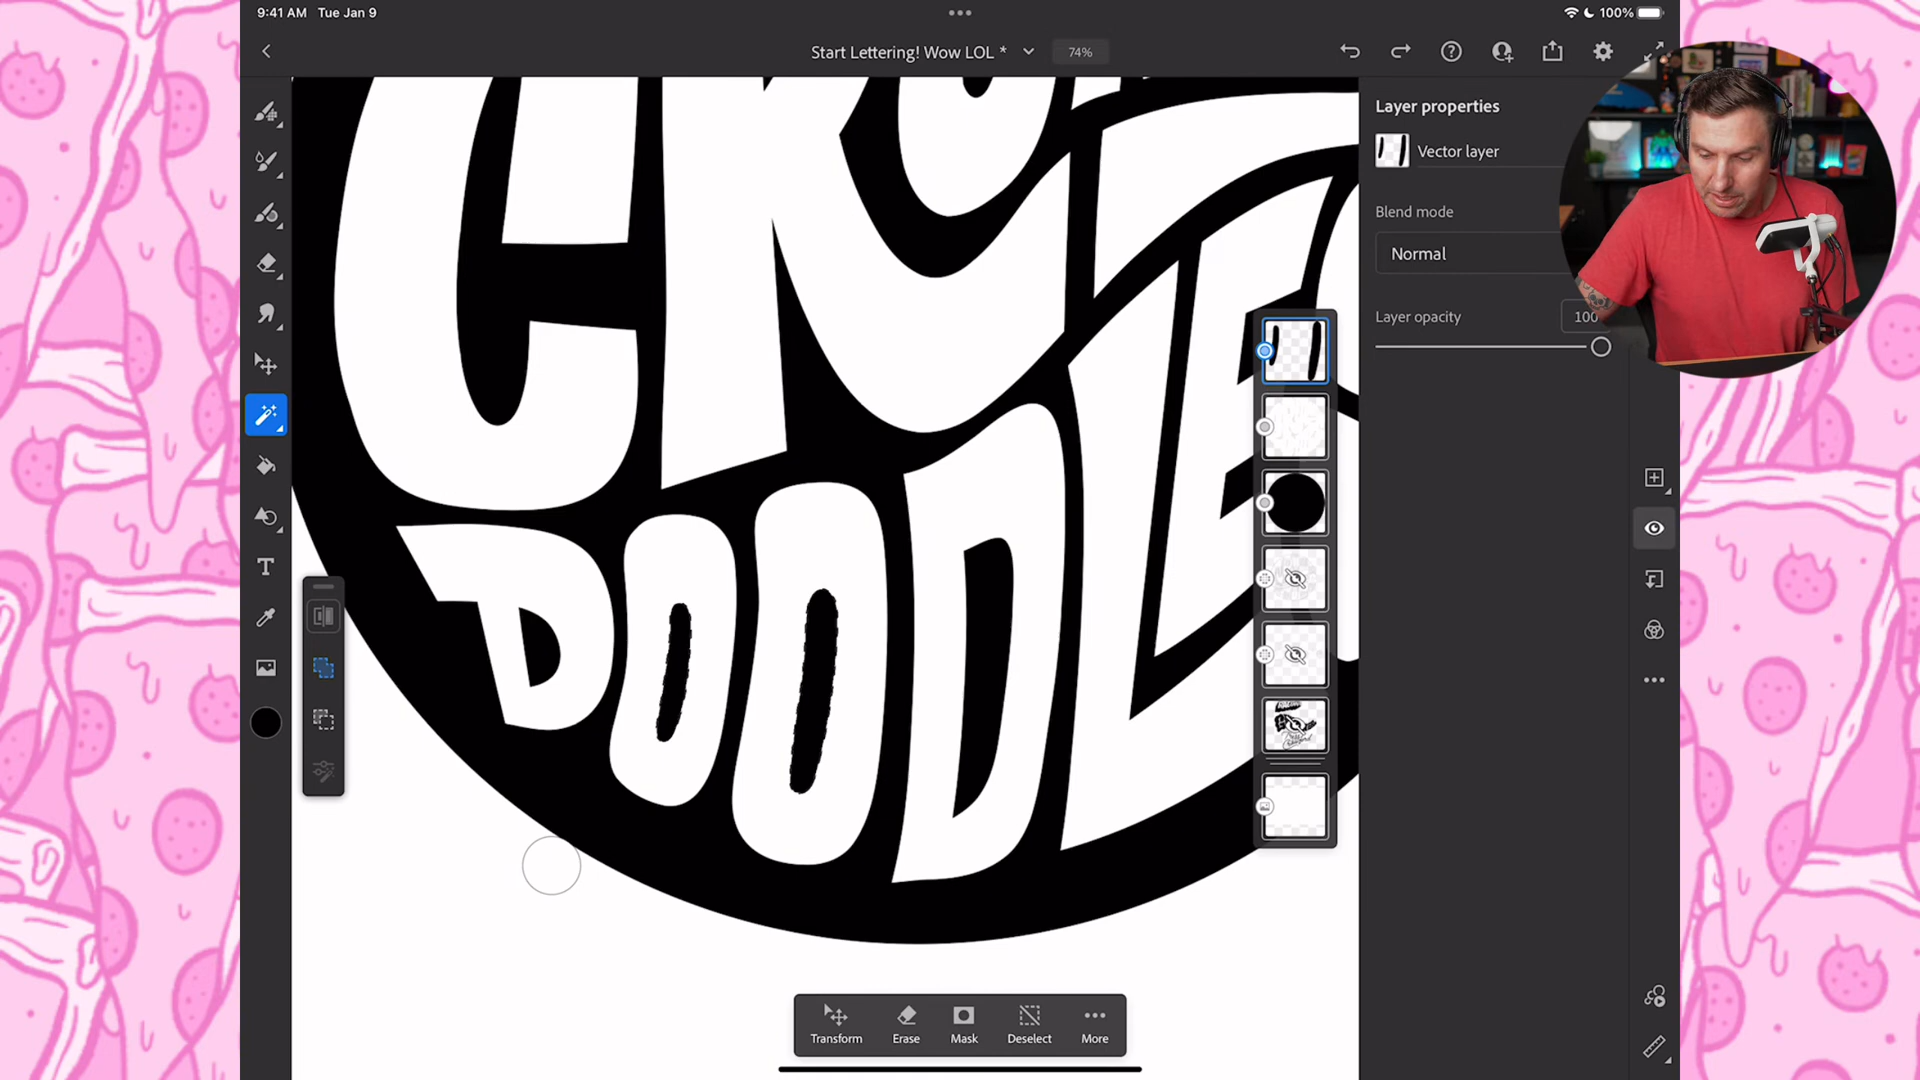 9:41 AM Tue Jan 9
100%
Start Lettering! Wow LOL *
74%
Layer properties
Vector layer
Blend mode
Normal
Layer opacity
100
T
DOODLE
Transform
Erase
Mask
Deselect
More